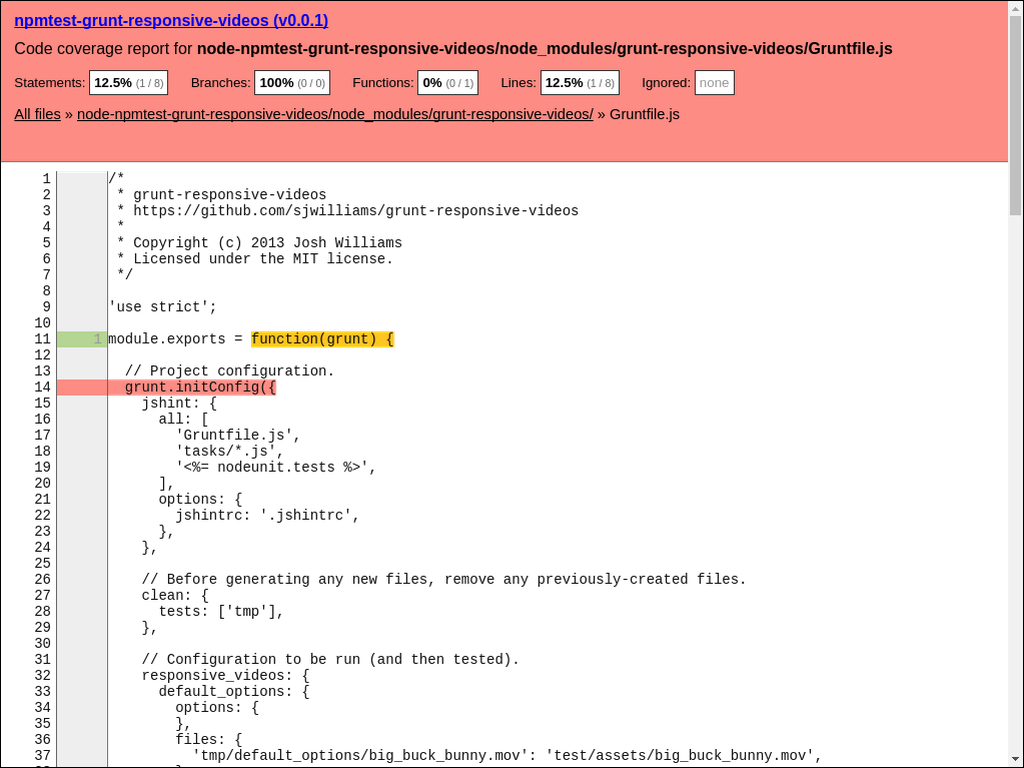 npmtest-grunt-responsive-videos (v0.0.1)
Code coverage report for node-npmtest-grunt-responsive-videos/node_modules/grunt-responsive-videos/Gruntfile.js
Statements: 12.5% (1 / 8) Branches: 100% (0 / 0) Functions: 0% (0 / 1) Lines: 12.5% (1 / 8) Ignored: none
All files » node-npmtest-grunt-responsive-videos/node_modules/grunt-responsive-videos/ » Gruntfile.js
1 /*
2  * grunt-responsive-videos
3  * https://github.com/sjwilliams/grunt-responsive-videos
4  *
5  * Copyright (c) 2013 Josh Williams
6  * Licensed under the MIT license.
7  */
8
9 'use strict';
10
11 1 module.exports = function(grunt) {
12
13   // Project configuration.
14   grunt.initConfig({
15     jshint: {
16       all: [
17         'Gruntfile.js',
18         'tasks/*.js',
19         '<%= nodeunit.tests %>',
20       ],
21       options: {
22         jshintrc: '.jshintrc',
23       },
24     },
25
26     // Before generating any new files, remove any previously-created files.
27     clean: {
28       tests: ['tmp'],
29     },
30
31     // Configuration to be run (and then tested).
32     responsive_videos: {
33       default_options: {
34         options: {
35         },
36         files: {
37           'tmp/default_options/big_buck_bunny.mov': 'test/assets/big_buck_bunny.mov',